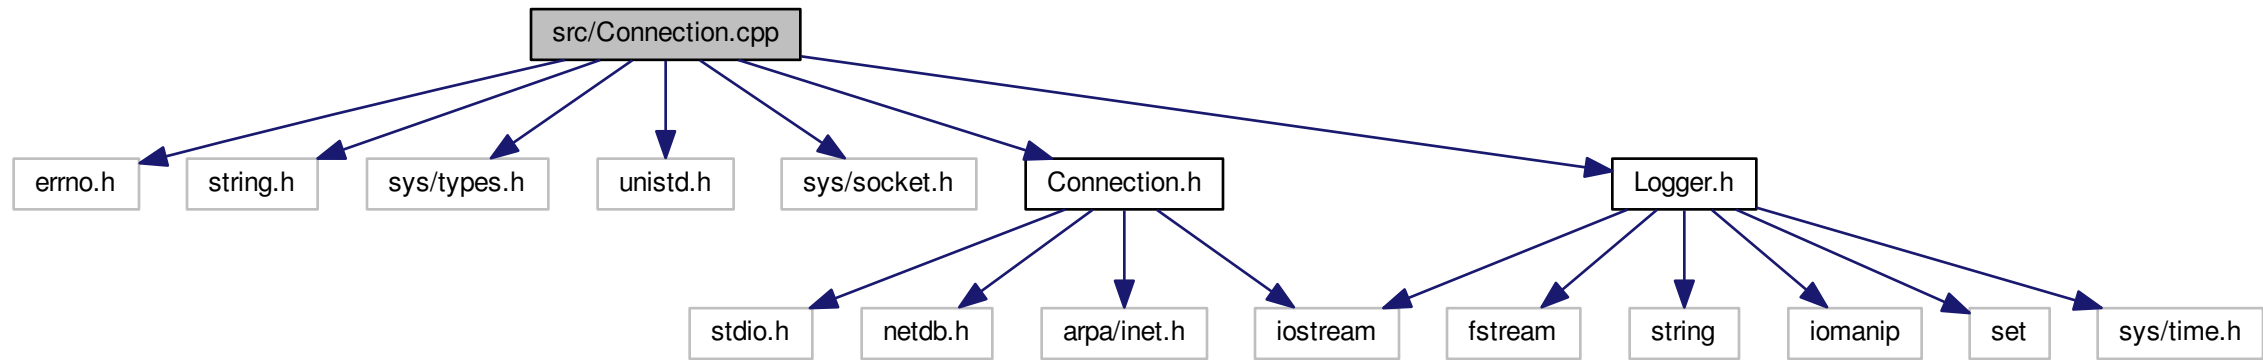 src/Connection.cpp
errno.h
string.h
sys/types.h
unistd.h
sys/socket.h
Connection.h
Logger.h
stdio.h
netdb.h
arpa/inet.h
iostream
fstream
string
iomanip
set
sys/time.h